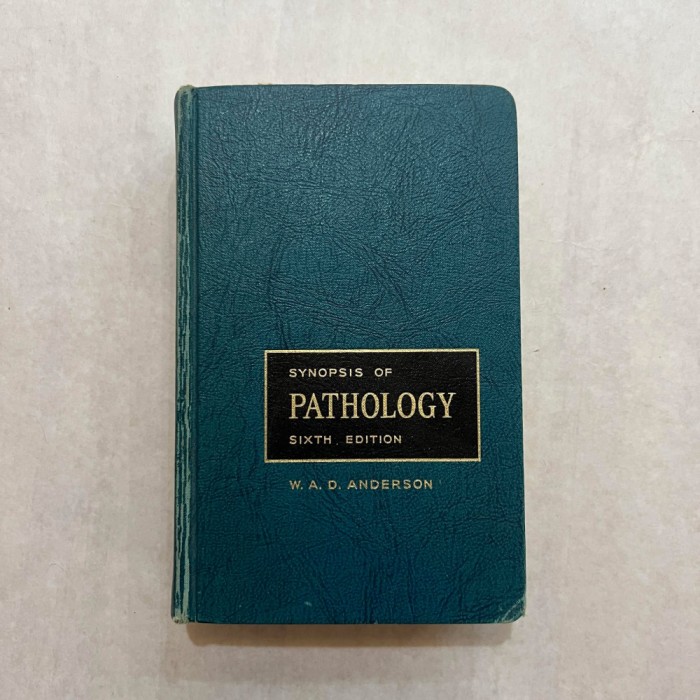 SYNOPSIS OF
PATHOLOGY
SIXTH EDITION
W. A. D. ANDERSON